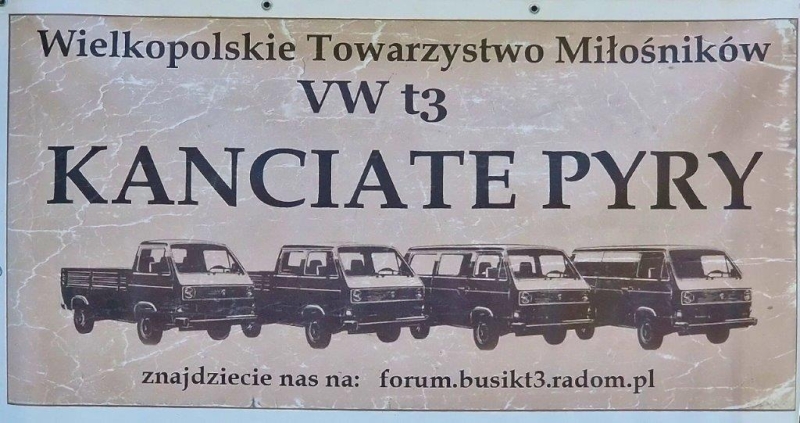 Wielkopolskie Towarzystwo Miłośników
VW t3
KANCIATE PYRY
znajdziecie nas na: forum.busikt3.radom.pl